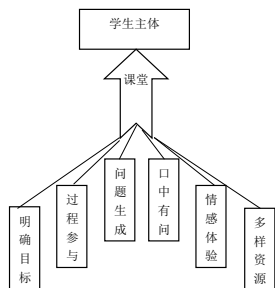 学生主体
课堂
明确目标
过程参与
问题生成
口中有问
情感体验
多样资源